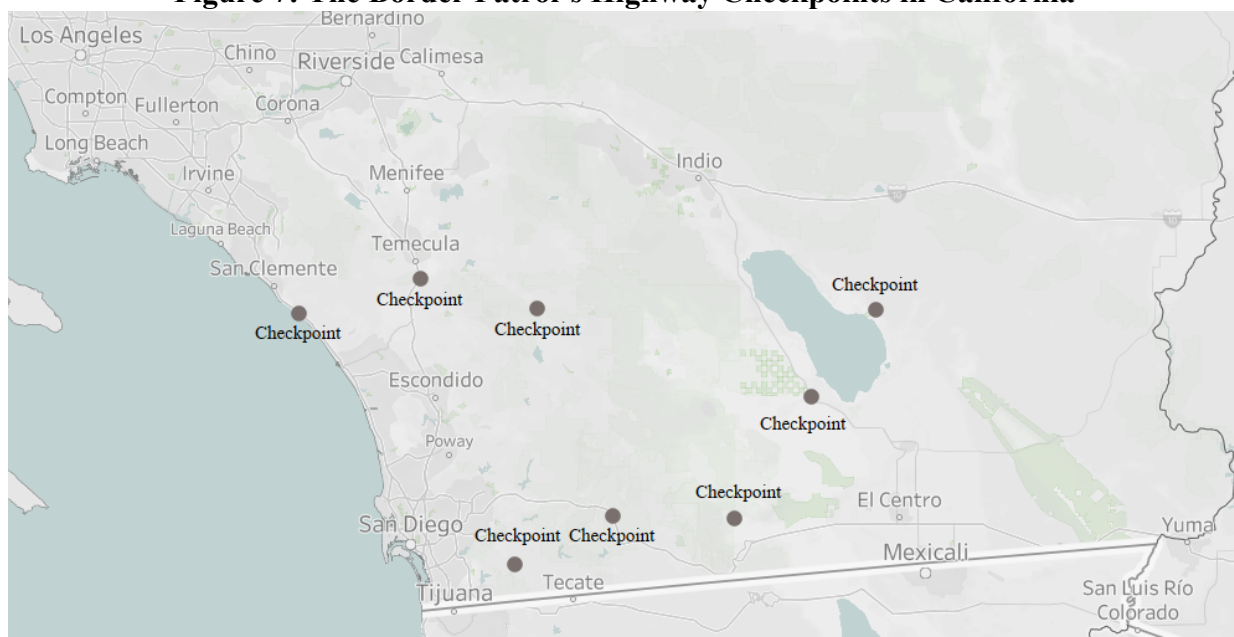 Figure 7: The Border Patrol's Highway Checkpoints in California
Bernardino
Los Angeles
Chino
Riverside
Calimesa
Compton
Fullerton
Corona
Long Beach
Irvine
Menifee
Indio
10
10
Laguna Beach
Temecula
San Clemente
Checkpoint
Checkpoint
Checkpoint
Checkpoint
Escondido
Checkpoint
Poway
Checkpoint
El Centro
San Diego
Checkpoint
Checkpoint
Yuma
Mexicali
Tijuana
Tecate
San Luis Río
Colorado